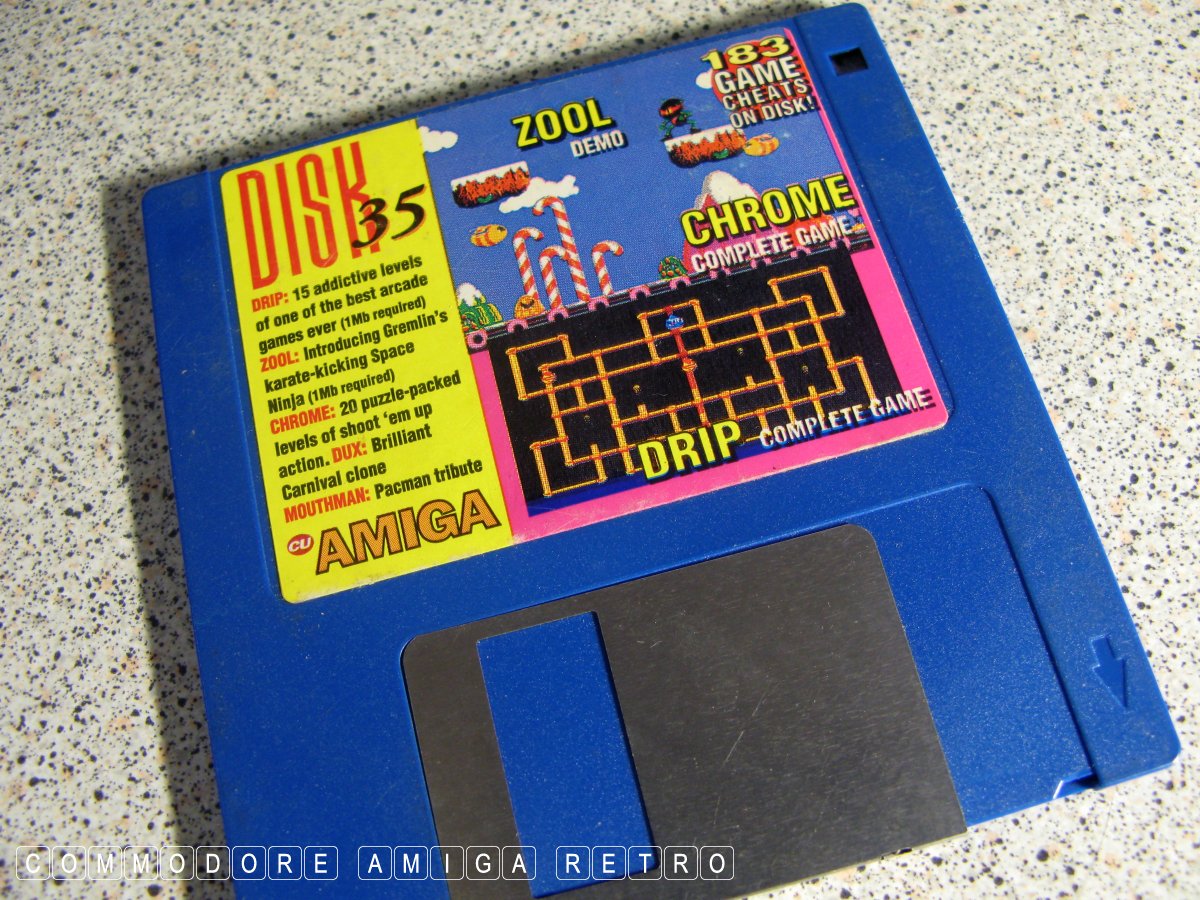 DISK 35
DRIP: 15 addictive levels
of one of the best arcade
games ever (1Mb required)
ZOOL: Introducing Gremlin's
karate-kicking Space
Ninja (1Mb required)
CHROME: 20 puzzle-packed
levels of shoot 'em up
action. DUX: Brilliant
Carnival clone
MOUTHMAN: Pacman tribute
CU AMIGA
ZOOL
DEMO
183
GAME
CHEATS
ON DISK!
CHROME
COMPLETE GAME
DRIP COMPLETE GAME
COMMODORE AMIGA RETRO